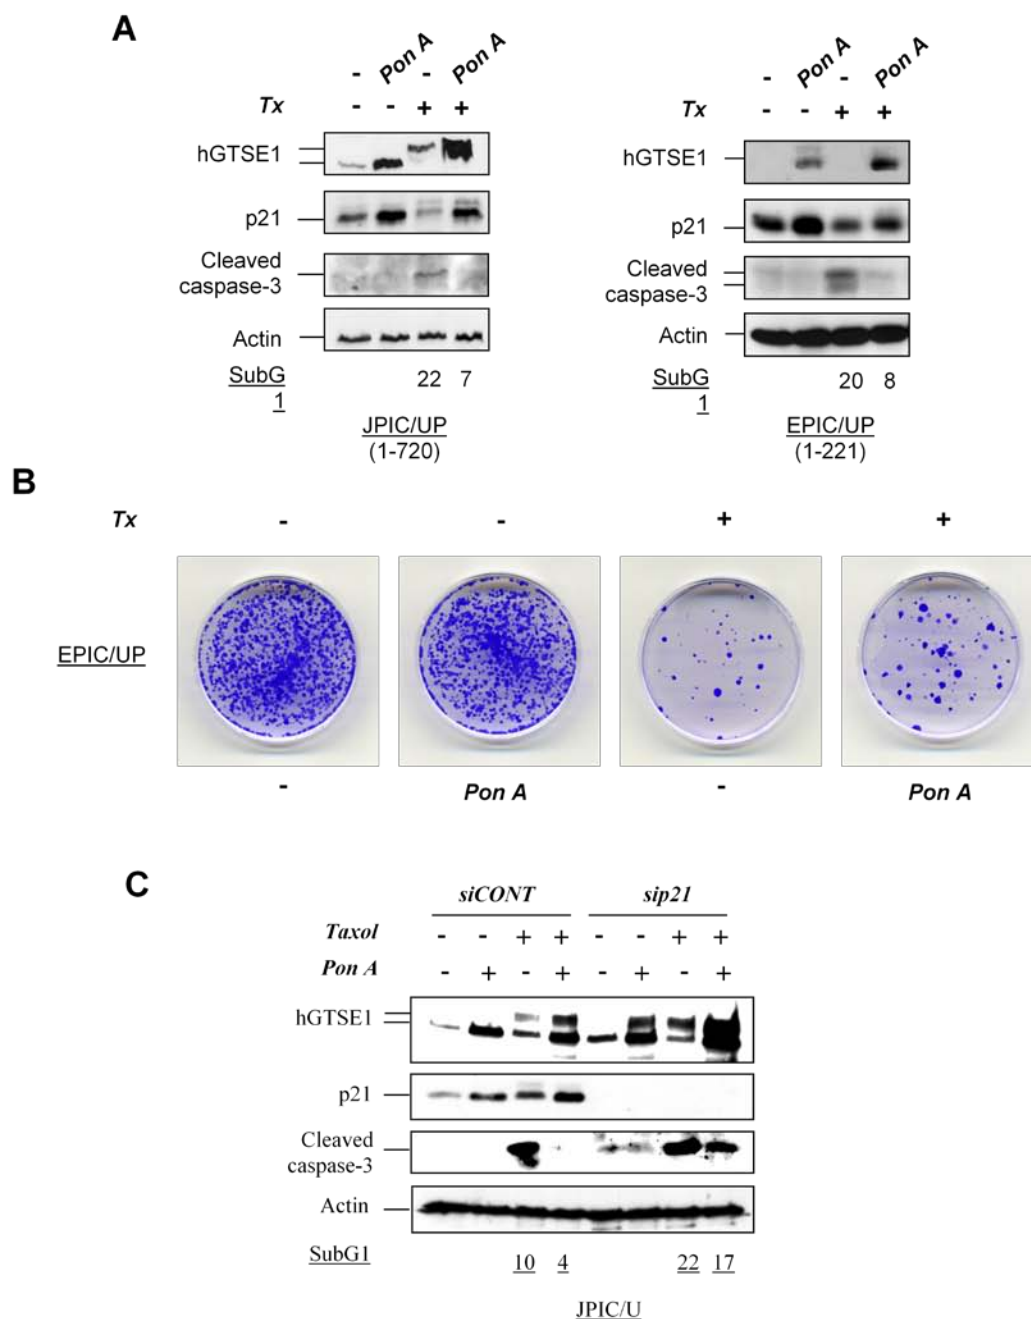 A
- Pon A - Pon A
Tx - - + +
hGTSE1
p21
Cleaved
caspase-3
Actin
SubG 22 7
1
JPIC/UP
(1-720)
- Pon A - Pon A
- - + +
hGTSE1
p21
Cleaved
caspase-3
Actin
SubG 20 8
1
EPIC/UP
(1-221)
B
Tx - - + +
EPIC/UP
- Pon A - Pon A
C
siCONT sip21
Taxol - - + + - - + +
Pon A - + - + - + - +
hGTSE1
p21
Cleaved
caspase-3
Actin
SubG1 10 4 22 17
JPIC/U